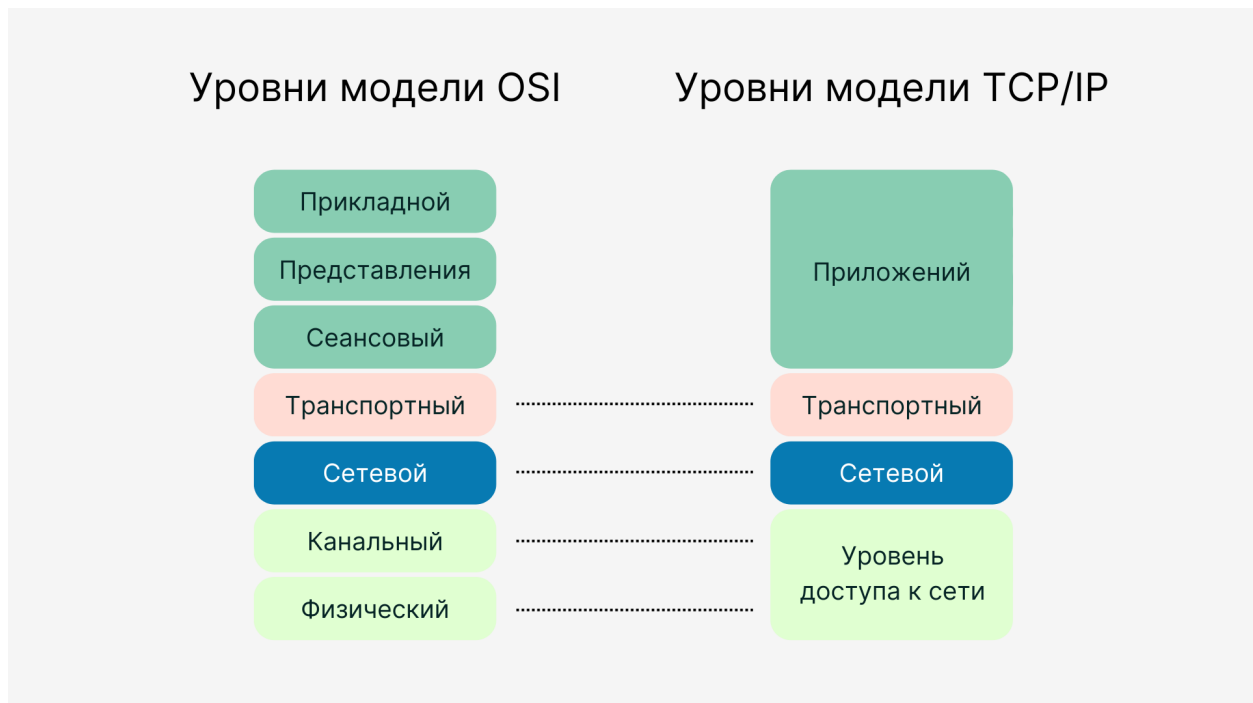 Уровни модели OSI
Уровни модели TCP/IP
Прикладной
Представления
Сеансовый
Транспортный
Сетевой
Канальный
Физический
Приложений
Транспортный
Сетевой
Уровень
доступа к сети